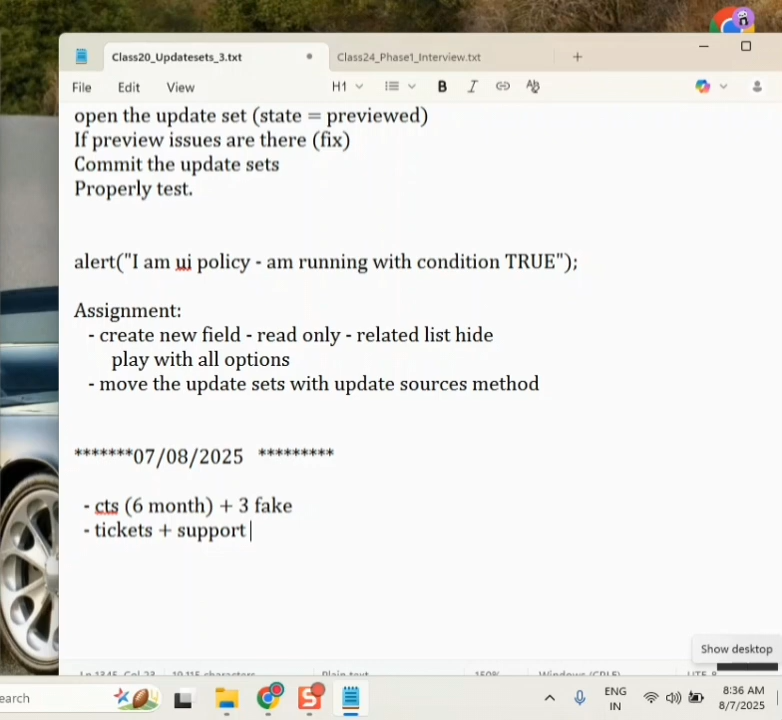 Class20_Updatesets_3.txt
Class24_Phase1_Interview.txt
File Edit View H1 B I
open the update set (state = previewed)
If preview issues are there (fix)
Commit the update sets
Properly test.
alert("I am ui policy - am running with condition TRUE");
Assignment:
- create new field - read only - related list hide
play with all options
- move the update sets with update sources method
*******07/08/2025 *********
- cts (6 month) + 3 fake
- tickets + support
Show desktop
earch
ENG
IN
8:36 AM
8/7/2025